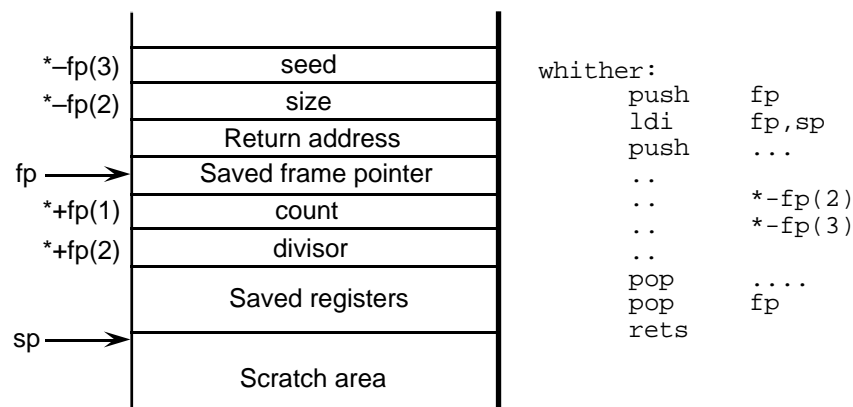 *–fp(3)
seed
*–fp(2)
size
Return address
fp
Saved frame pointer
*+fp(1)
count
*+fp(2)
divisor
Saved registers
sp
Scratch area
whither:
push fp
ldi fp,sp
push ...
..
.. *-fp(2)
.. *-fp(3)
..
pop ....
pop fp
rets